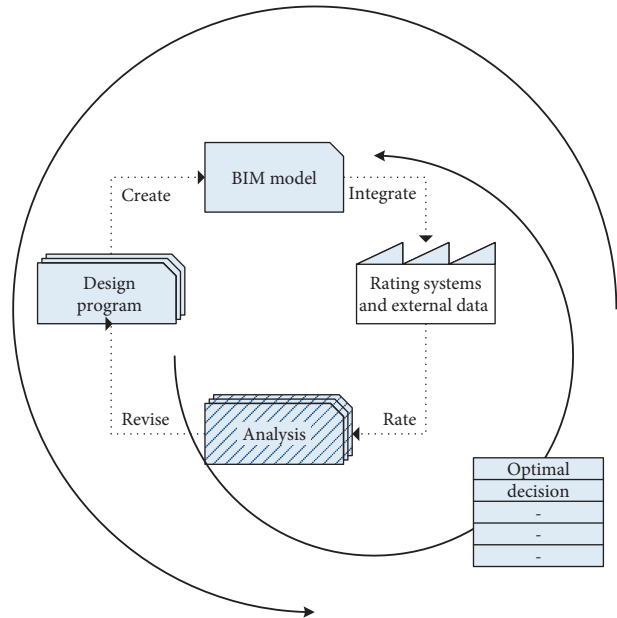 BIM model
Create
Integrate
Design
program
Rating systems
and external data
Revise
Analysis
Rate
Optimal
decision
-
-
-